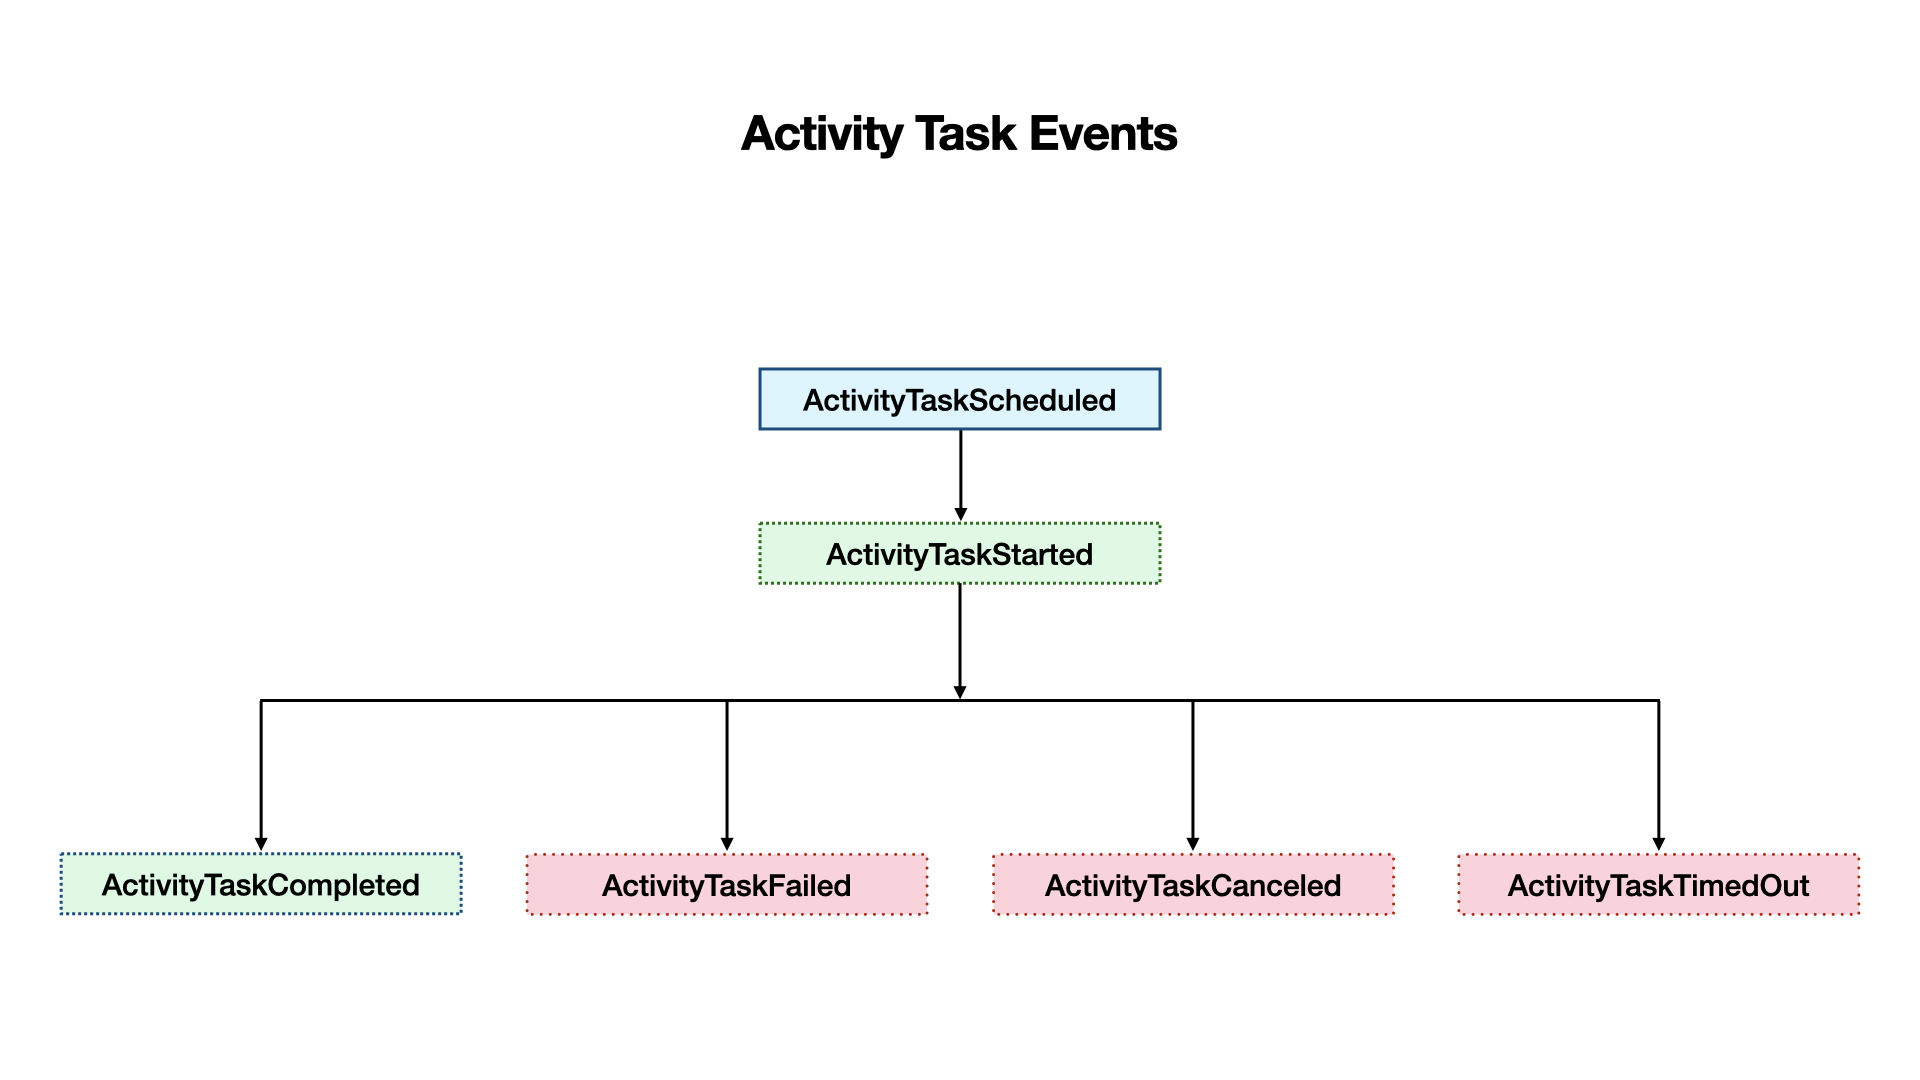 Activity Task Events
ActivityTaskScheduled
ActivityTaskStarted
ActivityTaskCompleted
ActivityTaskFailed
ActivityTaskCanceled
ActivityTaskTimedOut